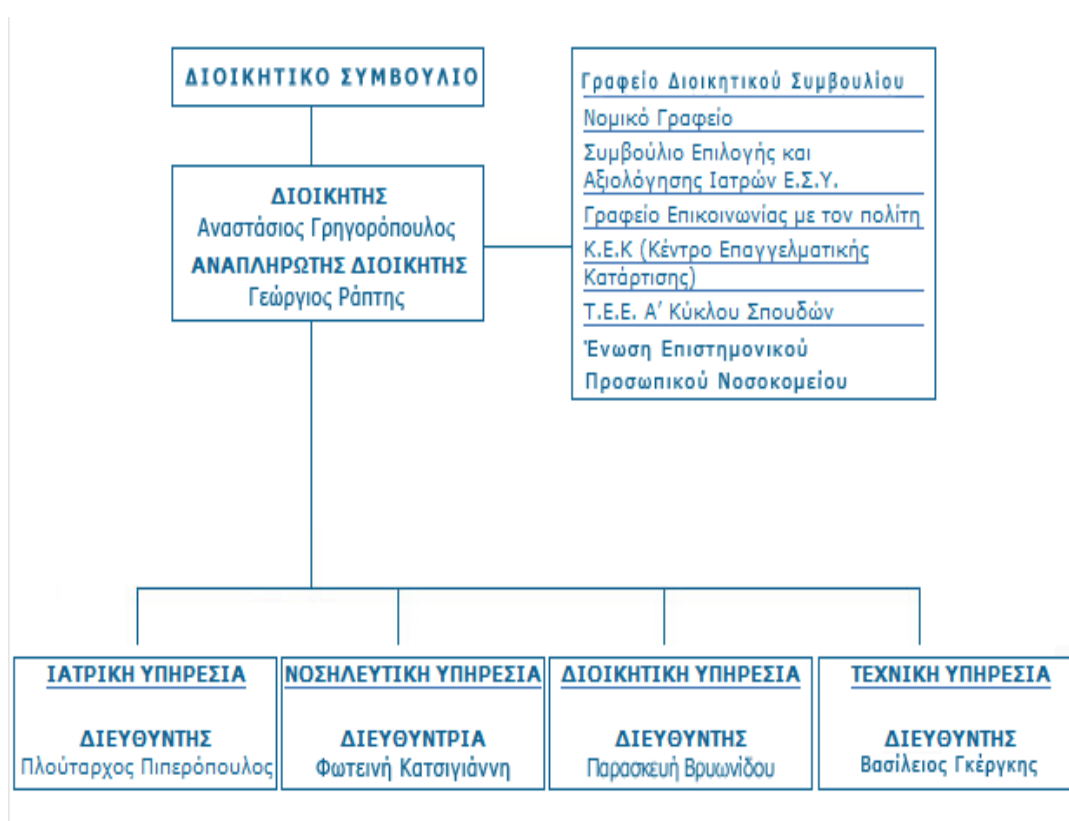 ΔΙΟΙΚΗΤΙΚΟ ΣΥΜΒΟΥΛΙΟ
ΔΙΟΙΚΗΤΗΣ
Αναστάσιος Γρηγορόπουλος
ΑΝΑΠΛΗΡΩΤΗΣ ΔΙΟΙΚΗΤΗΣ
Γεώργιος Ράπτης
Γραφείο Διοικητικού Συμβουλίου
Νομικό Γραφείο
Συμβούλιο Επιλογής και
Αξιολόγησης Ιατρών Ε.Σ.Υ.
Γραφείο Επικοινωνίας με τον πολίτη
Κ.Ε.Κ (Κέντρο Επαγγελματικής
Κατάρτισης)
Τ.Ε.Ε. Α’ Κύκλου Σπουδών
Ένωση Επιστημονικού
Προσωπικού Νοσοκομείου
ΙΑΤΡΙΚΗ ΥΠΗΡΕΣΙΑ
ΔΙΕΥΘΥΝΤΗΣ
Πλούταρχος Πιπερόπουλος
ΝΟΣΗΛΕΥΤΙΚΗ ΥΠΗΡΕΣΙΑ
ΔΙΕΥΘΥΝΤΡΙΑ
Φωτεινή Κατσιγιάννη
ΔΙΟΙΚΗΤΙΚΗ ΥΠΗΡΕΣΙΑ
ΔΙΕΥΘΥΝΤΗΣ
Παρασκευή Βρυωνίδου
ΤΕΧΝΙΚΗ ΥΠΗΡΕΣΙΑ
ΔΙΕΥΘΥΝΤΗΣ
Βασίλειος Γκέργκης